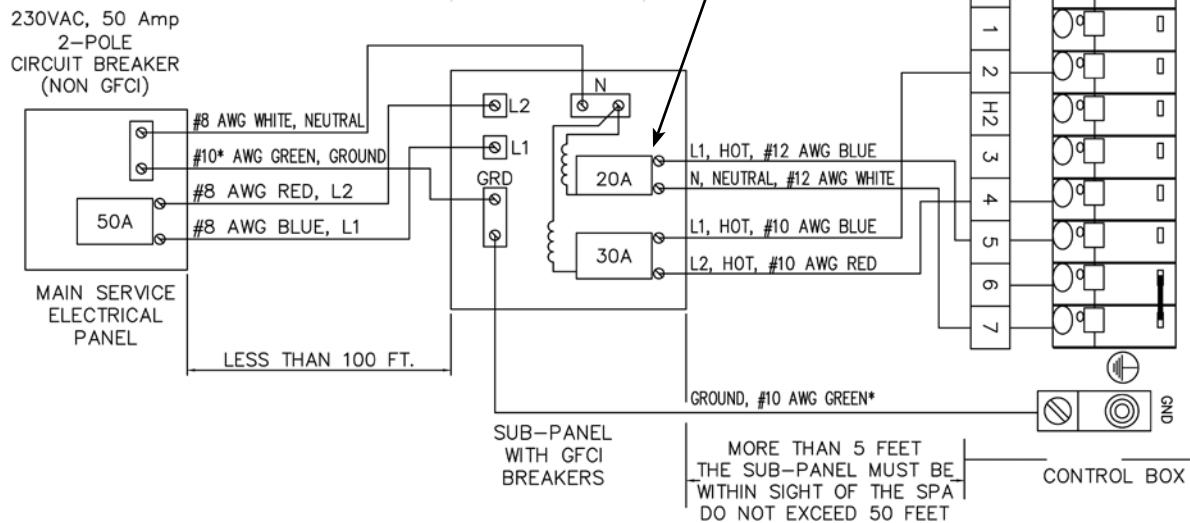 230VAC, 50 Amp
2-POLE
CIRCUIT BREAKER
(NON GFCI)
#8 AWG WHITE, NEUTRAL
#10* AWG GREEN, GROUND
#8 AWG RED, L2
#8 AWG BLUE, L1
50A
MAIN SERVICE
ELECTRICAL
PANEL
LESS THAN 100 FT.
N
L2
L1
GRD
20A
30A
L1, HOT, #12 AWG BLUE
N, NEUTRAL, #12 AWG WHITE
L1, HOT, #10 AWG BLUE
L2, HOT, #10 AWG RED
1
2
H2
3
4
5
6
7
GROUND, #10 AWG GREEN*
GND
SUB-PANEL
WITH GFCI
BREAKERS
MORE THAN 5 FEET
THE SUB-PANEL MUST BE
WITHIN SIGHT OF THE SPA
DO NOT EXCEED 50 FEET
CONTROL BOX